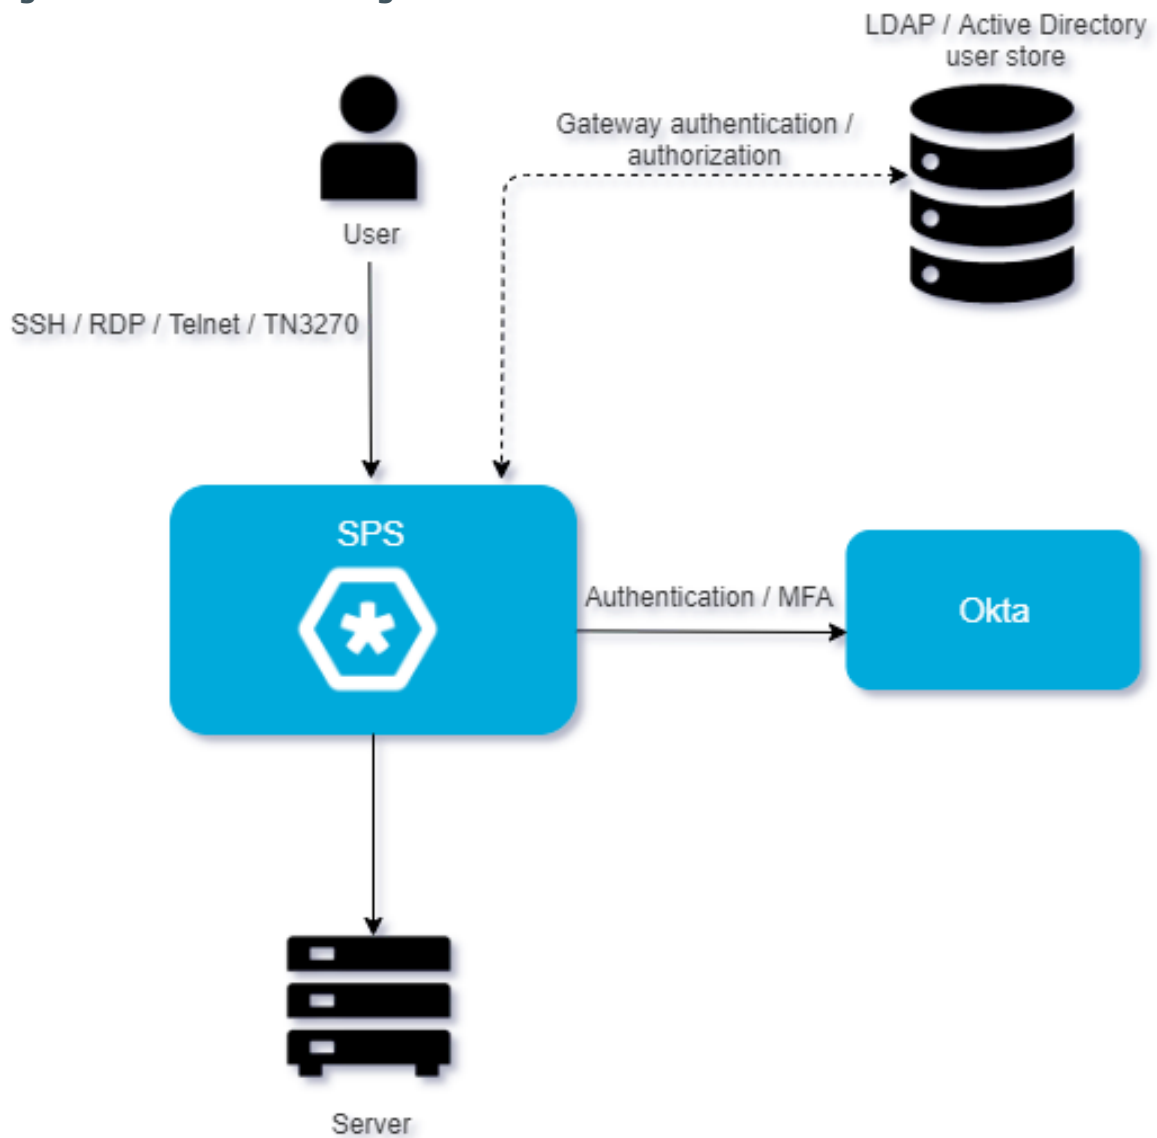 LDAP / Active Directory
user store
Gateway authentication /
authorization
User
SSH / RDP / Telnet / TN3270
SPS
Authentication / MFA
Okta
Server